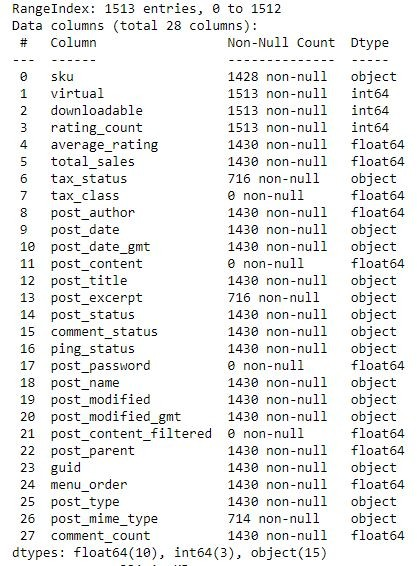 RangeIndex: 1513 entries, 0 to 1512
Data columns (total 28 columns):
 #   Column                 Non-Null Count  Dtype
---  ------                 --------------  -----
 0   sku                    1428 non-null   object
 1   virtual                1513 non-null   int64
 2   downloadable           1513 non-null   int64
 3   rating_count           1513 non-null   int64
 4   average_rating         1430 non-null   float64
 5   total_sales            1430 non-null   float64
 6   tax_status             716 non-null    object
 7   tax_class              0 non-null      float64
 8   post_author            1430 non-null   float64
 9   post_date              1430 non-null   object
 10  post_date_gmt          1430 non-null   object
 11  post_content           0 non-null      float64
 12  post_title             1430 non-null   object
 13  post_excerpt           716 non-null    object
 14  post_status            1430 non-null   object
 15  comment_status         1430 non-null   object
 16  ping_status            1430 non-null   object
 17  post_password          0 non-null      float64
 18  post_name              1430 non-null   object
 19  post_modified          1430 non-null   object
 20  post_modified_gmt      1430 non-null   object
 21  post_content_filtered  0 non-null      float64
 22  post_parent            1430 non-null   float64
 23  guid                   1430 non-null   object
 24  menu_order             1430 non-null   float64
 25  post_type              1430 non-null   object
 26  post_mime_type         714 non-null    object
 27  comment_count          1430 non-null   float64
dtypes: float64(10), int64(3), object(15)